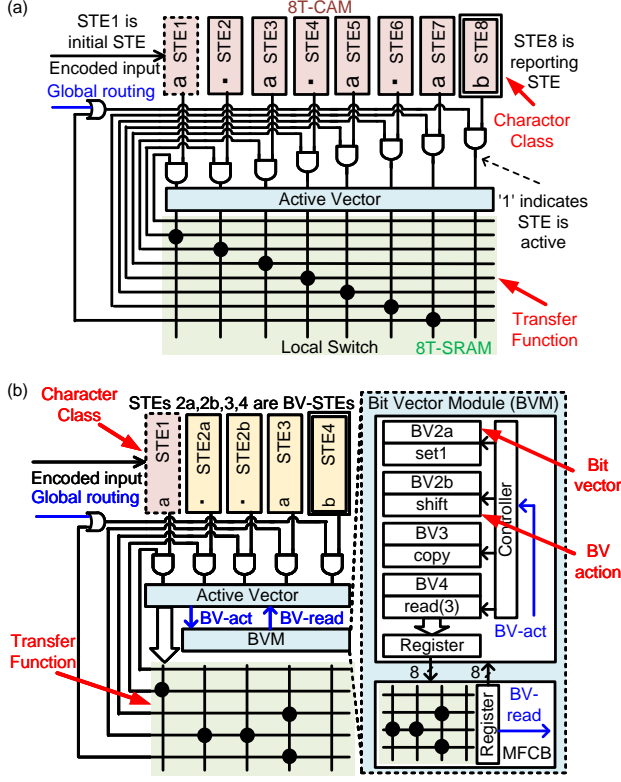 (a)
8T-CAM
STE1 is
initial STE
Encoded input
Global routing
STE1
a
STE2
.
STE3
a
STE4
.
STE5
a
STE6
.
STE7
a
STE8
b
STE8 is
reporting
STE
Charactor
Class
Active Vector
'1' indicates
STE is
active
Transfer
Function
Local Switch
8T-SRAM
(b)
Character
Class
STEs 2a,2b,3,4 are BV-STEs
Encoded input
Global routing
STE1
a
STE2a
.
STE2b
.
STE3
a
STE4
b
Active Vector
BV-act
BV-read
BVM
Transfer
Function
Bit Vector Module (BVM)
BV2a
set1
BV2b
shift
BV3
copy
BV4
read(3)
Controller
Bit
vector
BV
action
BV-act
Register
8
8
Register
BV-
read
MFCB